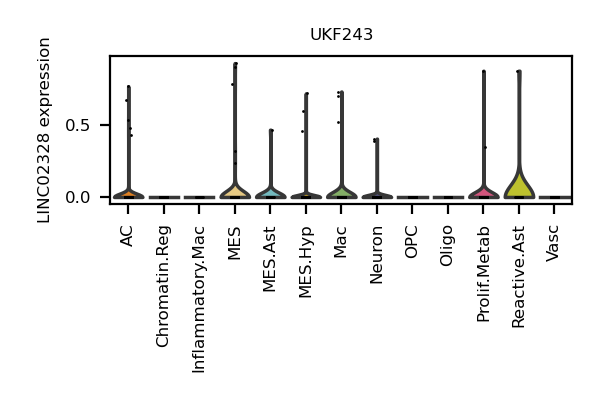 UKF243
LINC02328 expression
0.5
0.0
AC
Chromatin.Reg
Inflammatory.Mac
MES
MES.Ast
MES.Hyp
Mac
Neuron
OPC
Oligo
Prolif.Metab
Reactive.Ast
Vasc